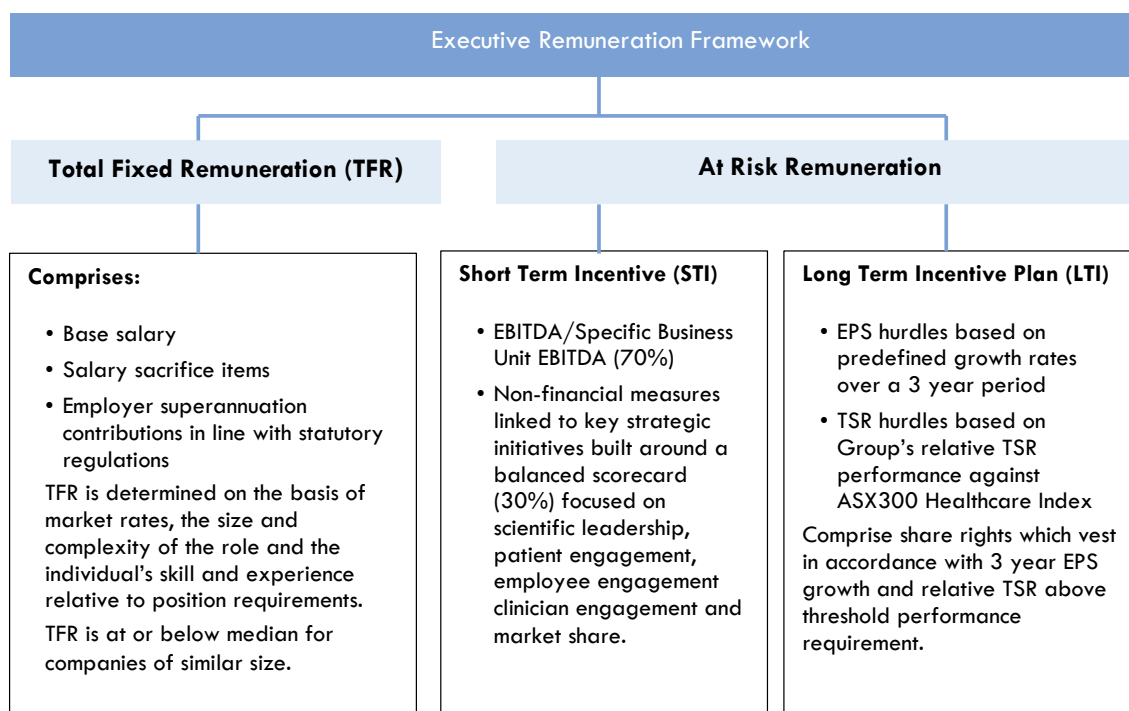 Executive Remuneration Framework
Total Fixed Remuneration (TFR)
At Risk Remuneration
Comprises:
• Base salary
• Salary sacrifice items
• Employer superannuation
contributions in line with statutory
regulations
TFR is determined on the basis of
market rates, the size and
complexity of the role and the
individual's skill and experience
relative to position requirements.
TFR is at or below median for
companies of similar size.
Short Term Incentive (STI)
• EBITDA/Specific Business
Unit EBITDA (70%)
• Non-financial measures
linked to key strategic
initiatives built around a
balanced scorecard
(30%) focused on
scientific leadership,
patient engagement,
employee engagement
clinician engagement and
market share.
Long Term Incentive Plan (LTI)
• EPS hurdles based on
predefined growth rates
over a 3 year period
• TSR hurdles based on
Group's relative TSR
performance against
ASX300 Healthcare Index
Comprise share rights which vest
in accordance with 3 year EPS
growth and relative TSR above
threshold performance
requirement.